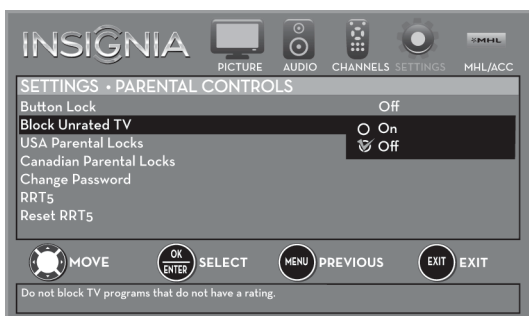 INSIGNIA
PICTURE AUDIO CHANNELS SETTINGS MHL/ACC
MHL
SETTINGS • PARENTAL CONTROLS
Button Lock Off
Block Unrated TV On
Off
USA Parental Locks
Canadian Parental Locks
Change Password
RRT5
Reset RRT5
MOVE OK ENTER SELECT MENU PREVIOUS EXIT EXIT
Do not block TV programs that do not have a rating.